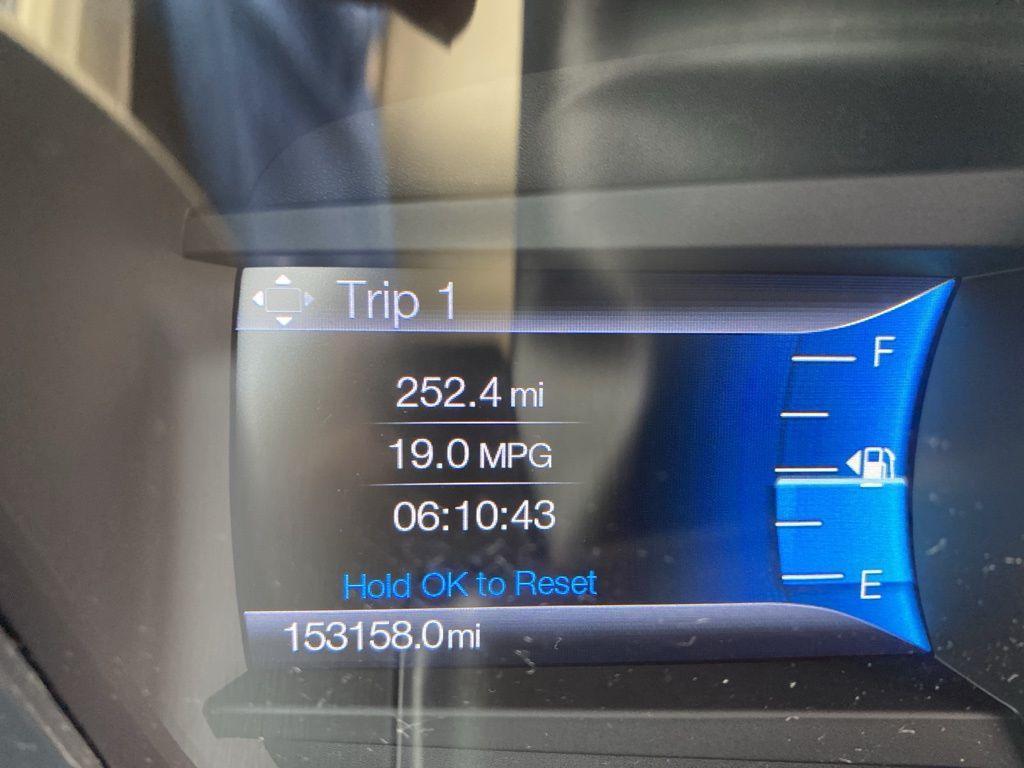 Trip 1
252.4 mi
19.0 MPG
06:10:43
Hold OK to Reset
153158.0mi
F
E